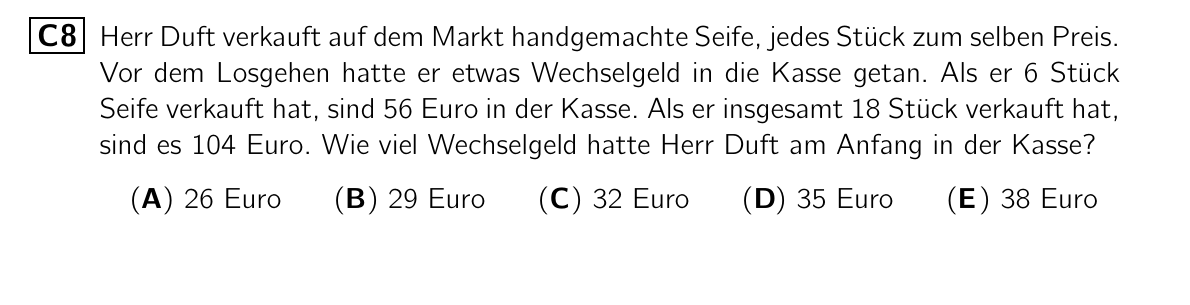 C8 Herr Duft verkauft auf dem Markt handgemachte Seife, jedes Stück zum selben Preis.
Vor dem Losgehen hatte er etwas Wechselgeld in die Kasse getan. Als er 6 Stück
Seife verkauft hat, sind 56 Euro in der Kasse. Als er insgesamt 18 Stück verkauft hat,
sind es 104 Euro. Wie viel Wechselgeld hatte Herr Duft am Anfang in der Kasse?
(A) 26 Euro (B) 29 Euro (C) 32 Euro (D) 35 Euro (E) 38 Euro